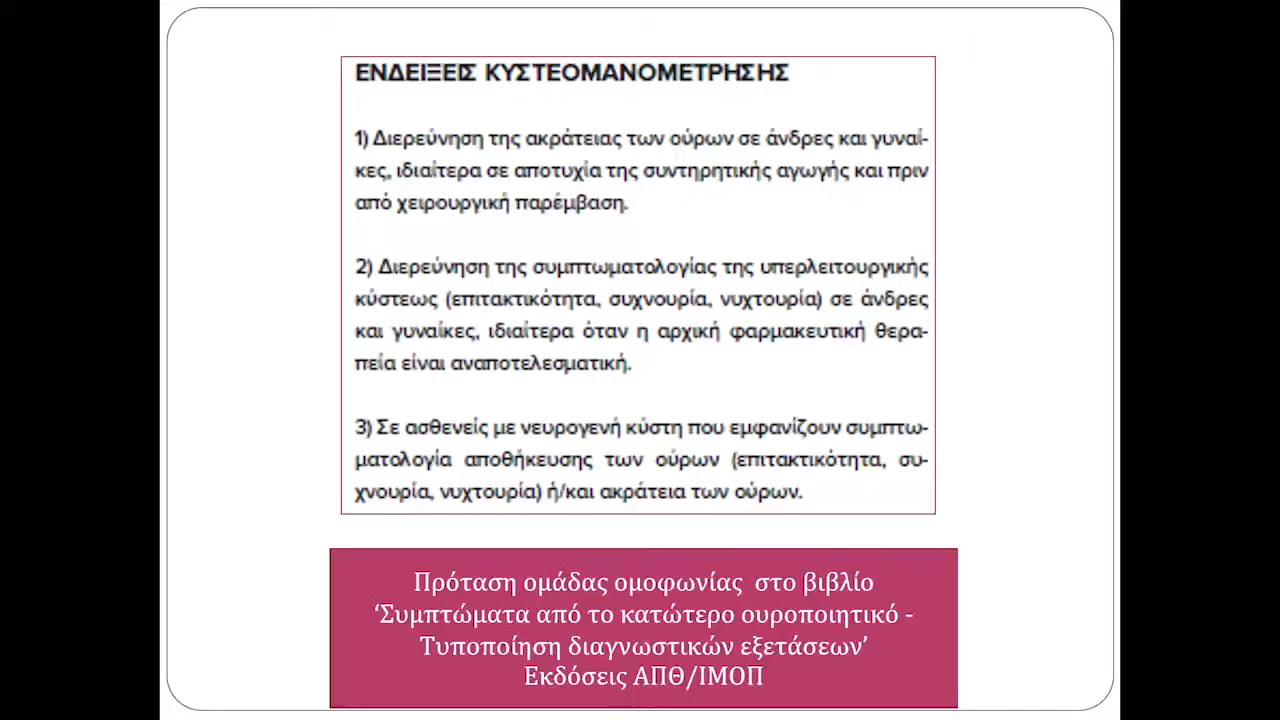 ΕΝΔΕΙΞΕΙΣ ΚΥΣΤΕΟΜΑΝΟΜΕΤΡΗΣΗΣ
1) Διερεύνηση της ακράτειας των ούρων σε άνδρες και γυναί-
κες, ιδιαίτερα σε αποτυχία της συντηρητικής αγωγής και πριν
από χειρουργική παρέμβαση.
2) Διερεύνηση της συμπτωματολογίας της υπερλειτουργικής
κύστεως (επιτακτικότητα, συχνουρία, νυχτουρία) σε άνδρες
και γυναίκες, ιδιαίτερα όταν η αρχική φαρμακευτική θερα-
πεία είναι αναποτελεσματική.
3) Σε ασθενείς με νευρογενή κύστη που εμφανίζουν συμπτω-
ματολογία αποθήκευσης των ούρων (επιτακτικότητα, συ-
χνουρία, νυχτουρία) ή/και ακράτεια των ούρων.
Πρόταση ομάδας ομοφωνίας στο βιβλίο
‘Συμπτώματα από το κατώτερο ουροποιητικό -
Τυποποίηση διαγνωστικών εξετάσεων’
Εκδόσεις ΑΠΘ/ΙΜΟΠ